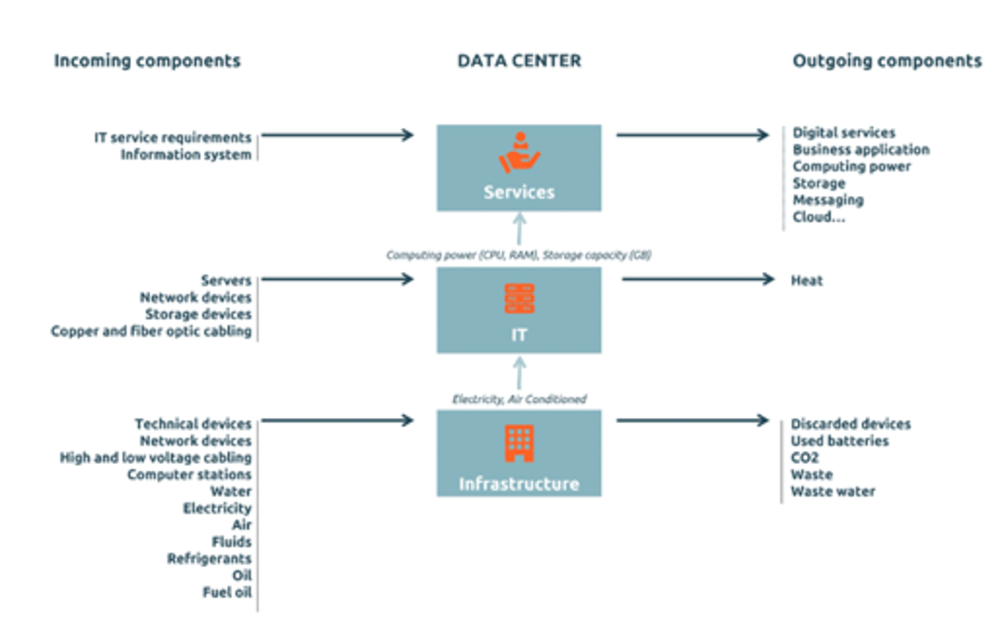 Incoming components
DATA CENTER
Outgoing components
IT service requirements
Information system
Services
Digital services
Business application
Computing power
Storage
Messaging
Cloud...
Computing power (CPU, RAM), Storage capacity (GB)
Servers
Network devices
Storage devices
Copper and fiber optic cabling
IT
Heat
Electricity, Air Conditioned
Technical devices
Network devices
High and low voltage cabling
Computer stations
Water
Electricity
Air
Fluids
Refrigerants
Oil
Fuel oil
Infrastructure
Discarded devices
Used batteries
CO2
Waste
Waste water